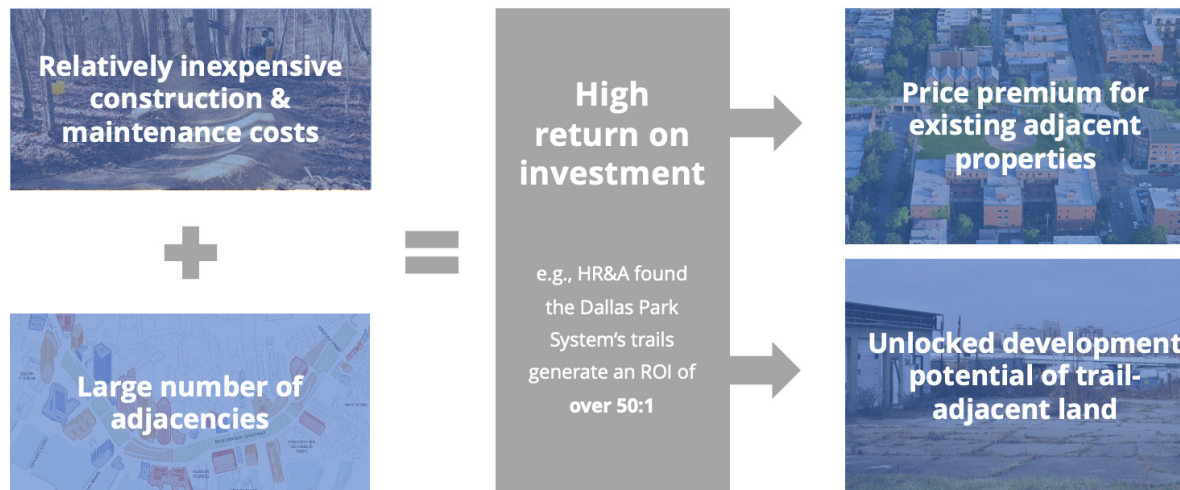 Relatively inexpensive
construction &
maintenance costs
Large number of
adjacencies
High
return on
investment
e.g., HR&A found
the Dallas Park
System's trails
generate an ROI of
over 50:1
Price premium for
existing adjacent
properties
Unlocked development
potential of trail-
adjacent land